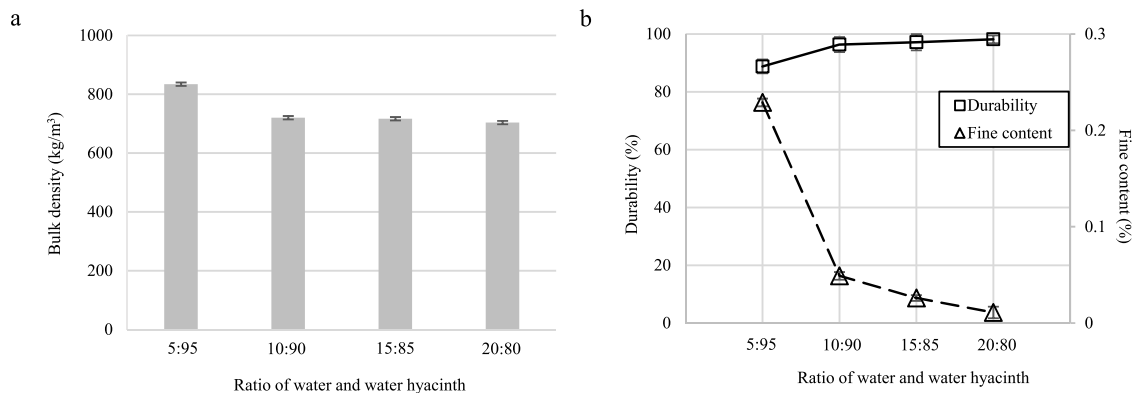 a
1000
800
600
400
200
0
Bulk density (kg/m³)
5:95 10:90 15:85 20:80
Ratio of water and water hyacinth
b
100
80
60
40
20
0
Durability (%)
0.3
0.2
0.1
0
Fine content (%)
Durability
Fine content
5:95 10:90 15:85 20:80
Ratio of water and water hyacinth